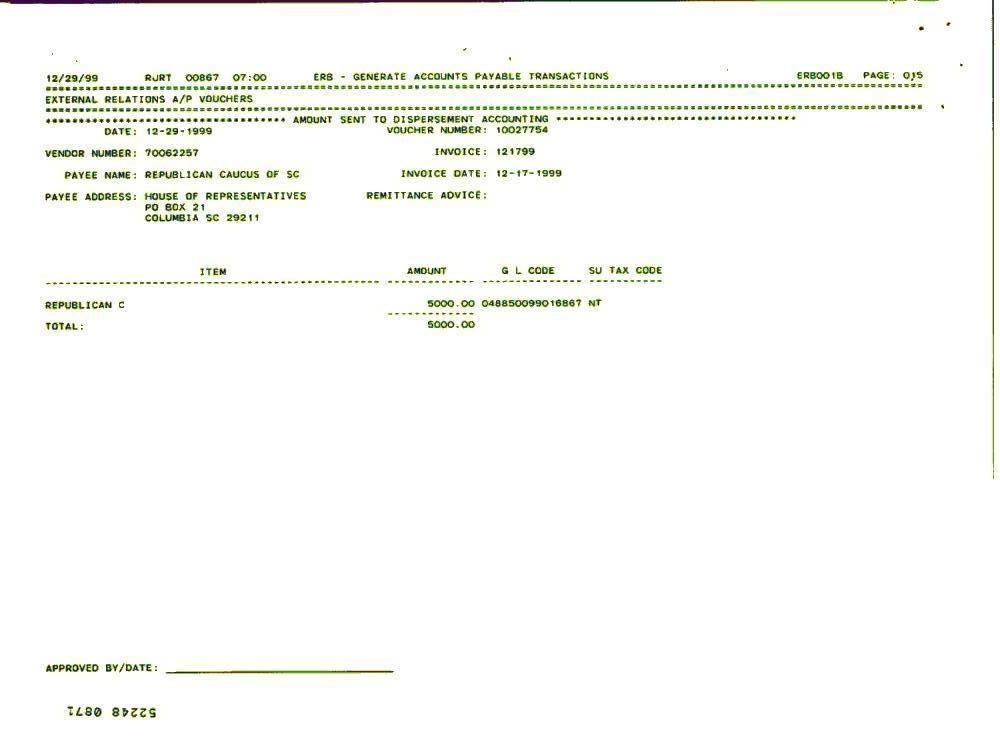 12/29/99 RJRT 00867 07:00 ERB - GENERATE ACCOUNTS PAYABLE TRANSACTIONS ERB001B PAGE: 015
EXTERNAL RELATIONS A/P VOUCHERS
************************************ AMOUNT SENT TO DISPERSEMENT ACCOUNTING ************************************
DATE: 12-29-1999 VOUCHER NUMBER: 10027754
VENDOR NUMBER: 70062257 INVOICE: 121799
PAYEE NAME: REPUBLICAN CAUCUS OF SC INVOICE DATE: 12-17-1999
PAYEE ADDRESS: HOUSE OF REPRESENTATIVES REMITTANCE ADVICE:
PO BOX 21
COLUMBIA SC 29211
ITEM AMOUNT G L CODE SU TAX CODE
REPUBLICAN C 5000.00 048850099016867 NT
TOTAL: 5000.00
APPROVED BY/DATE:
52248 0871